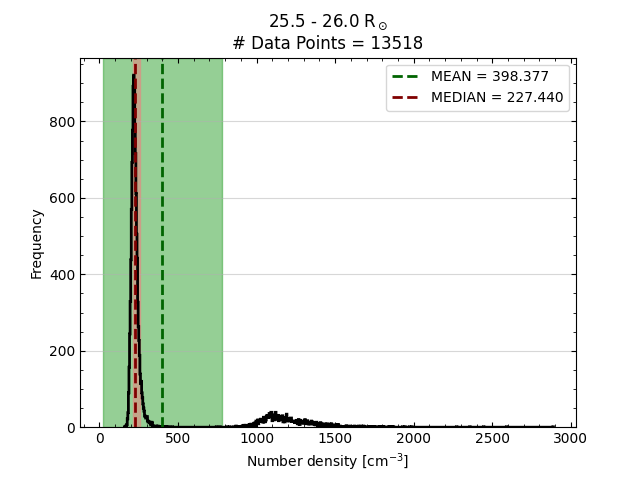 25.5 - 26.0 R⊙
# Data Points = 13518
MEAN = 398.377
MEDIAN = 227.440
Frequency
800
600
400
200
0
0 500 1000 1500 2000 2500 3000
Number density [cm⁻³]